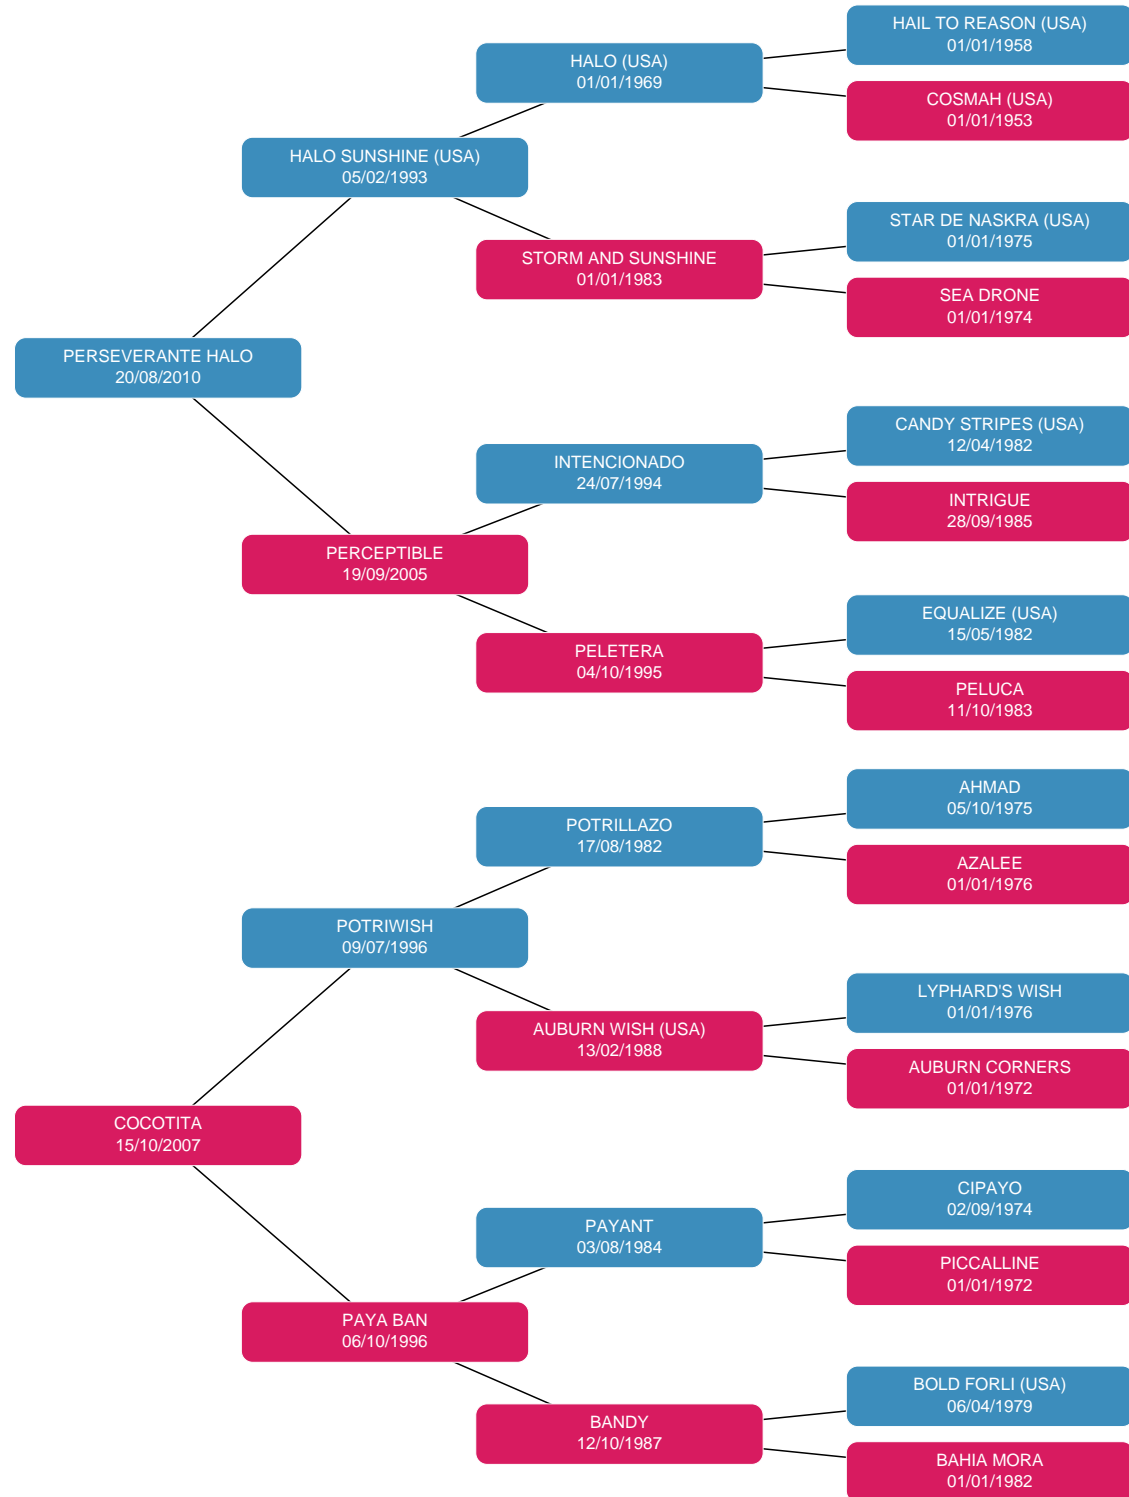 HAIL TO REASON (USA)
01/01/1958
HALO (USA)
01/01/1969
COSMAH (USA)
01/01/1953
HALO SUNSHINE (USA)
05/02/1993
STAR DE NASKRA (USA)
01/01/1975
STORM AND SUNSHINE
01/01/1983
SEA DRONE
01/01/1974
PERSEVERANTE HALO
20/08/2010
CANDY STRIPES (USA)
12/04/1982
INTENCIONADO
24/07/1994
INTRIGUE
28/09/1985
PERCEPTIBLE
19/09/2005
EQUALIZE (USA)
15/05/1982
PELETERA
04/10/1995
PELUCA
11/10/1983
AHMAD
05/10/1975
POTRILLAZO
17/08/1982
AZALEE
01/01/1976
POTRIWISH
09/07/1996
LYPHARD'S WISH
01/01/1976
AUBURN WISH (USA)
13/02/1988
AUBURN CORNERS
01/01/1972
COCOTITA
15/10/2007
CIPAYO
02/09/1974
PAYANT
03/08/1984
PICCALLINE
01/01/1972
PAYA BAN
06/10/1996
BOLD FORLI (USA)
06/04/1979
BANDY
12/10/1987
BAHIA MORA
01/01/1982